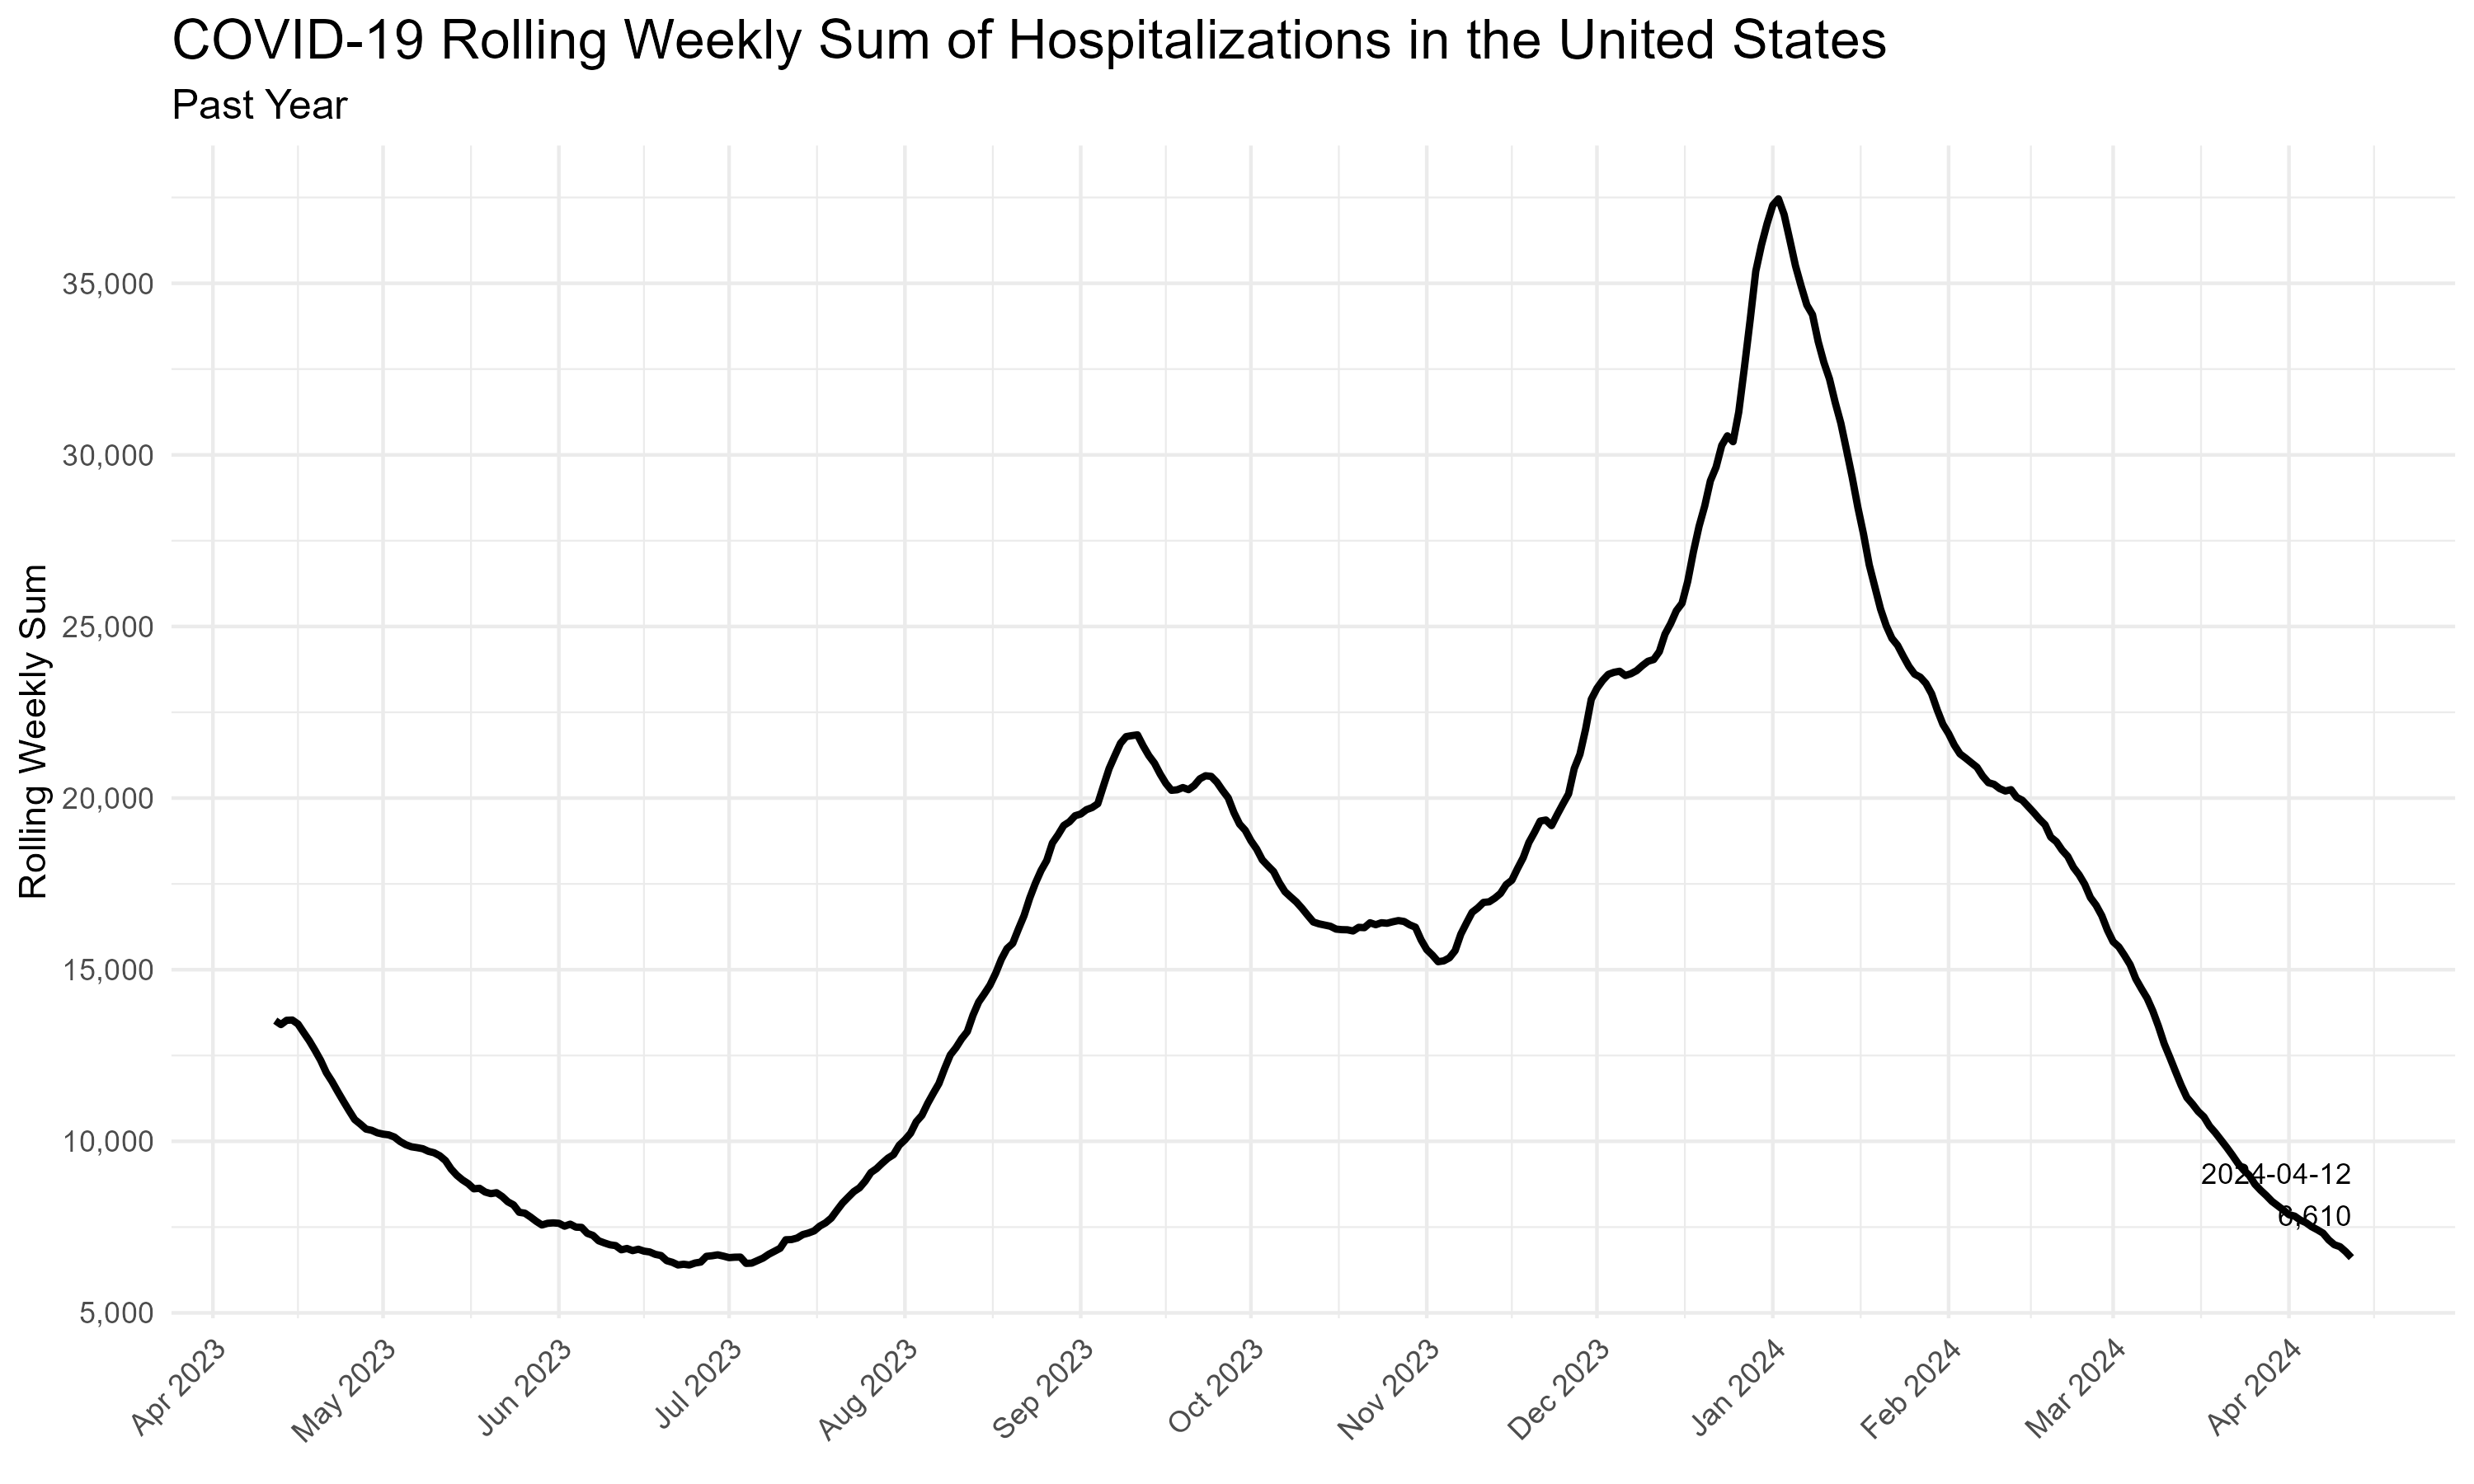 COVID-19 Rolling Weekly Sum of Hospitalizations in the United States
Past Year
Rolling Weekly Sum
35,000
30,000
25,000
20,000
15,000
10,000
5,000
2024-04-12
6,610
Apr 2023
May 2023
Jun 2023
Jul 2023
Aug 2023
Sep 2023
Oct 2023
Nov 2023
Dec 2023
Jan 2024
Feb 2024
Mar 2024
Apr 2024